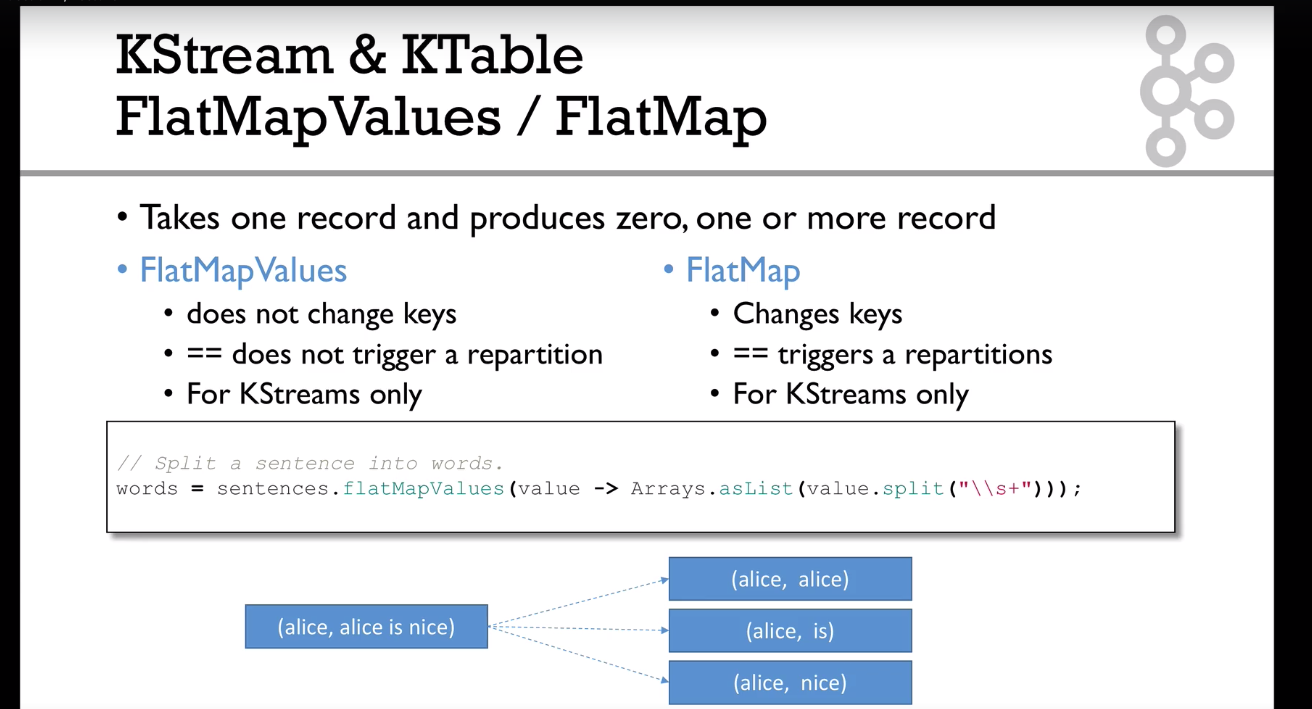 KStream & KTable
FlatMapValues / FlatMap
• Takes one record and produces zero, one or more record
• FlatMapValues
• does not change keys
• == does not trigger a repartition
• For KStreams only
• FlatMap
• Changes keys
• == triggers a repartitions
• For KStreams only
// Split a sentence into words.
words = sentences.flatMapValues(value -> Arrays.asList(value.split("\\s+")));
(alice, alice is nice)
(alice, alice)
(alice, is)
(alice, nice)